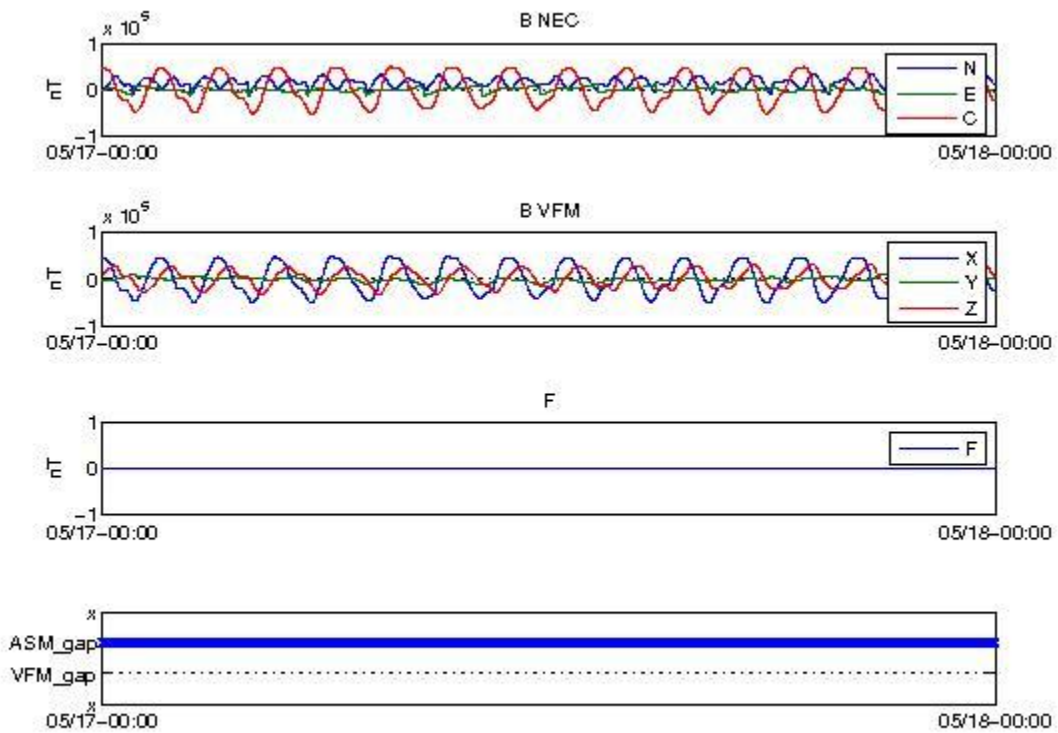 B NEC
x 10^5
1
nT
0
-1
N
E
C
05/17-00:00 05/18-00:00
B VFM
x 10^5
1
nT
0
-1
X
Y
Z
05/17-00:00 05/18-00:00
F
1
nT
0
-1
F
05/17-00:00 05/18-00:00
x
ASM_gap
VFM_gap
x
05/17-00:00 05/18-00:00